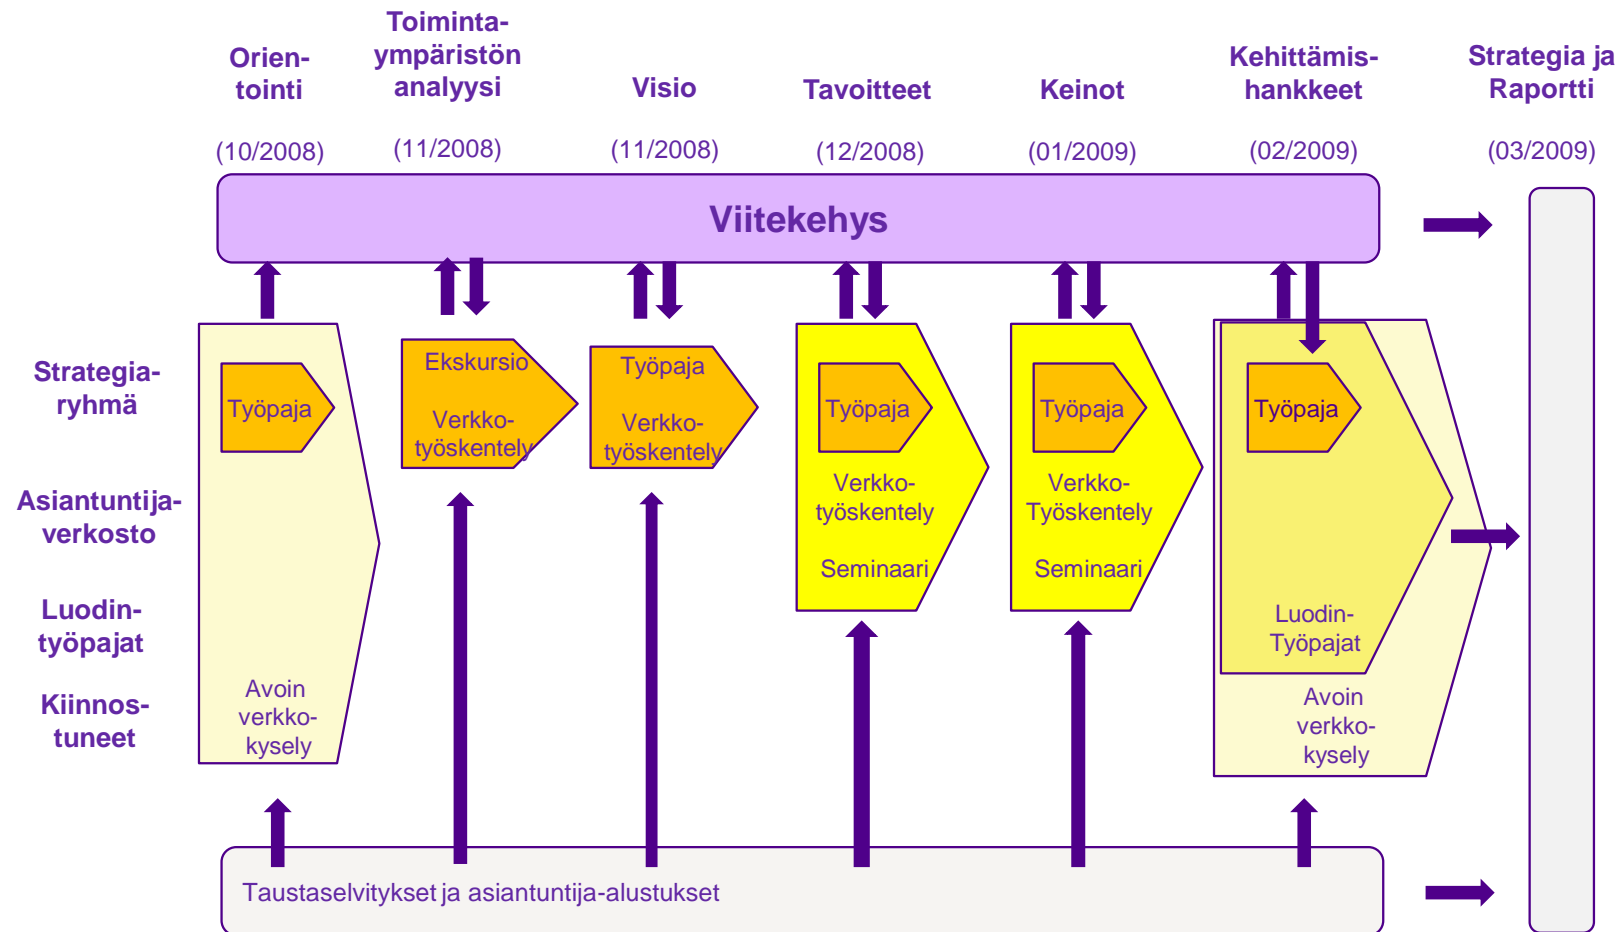 Orien-
tointi
(10/2008)
Toiminta-
ympäristön
analyysi
(11/2008)
Visio
(11/2008)
Tavoitteet
(12/2008)
Keinot
(01/2009)
Kehittämis-
hankkeet
(02/2009)
Strategia ja
Raportti
(03/2009)
Viitekehys
Strategia-
ryhmä
Asiantuntija-
verkosto
Luodin-
työpajat
Kiinnos-
tuneet
Työpaja
Avoin
verkko-
kysely
Ekskursio
Verkko-
työskentely
Työpaja
Verkko-
työskentely
Työpaja
Verkko-
työskentely
Seminaari
Työpaja
Verkko-
Työskentely
Seminaari
Työpaja
Luodin-
Työpajat
Avoin
verkko-
kysely
Taustaselvitykset ja asiantuntija-alustukset